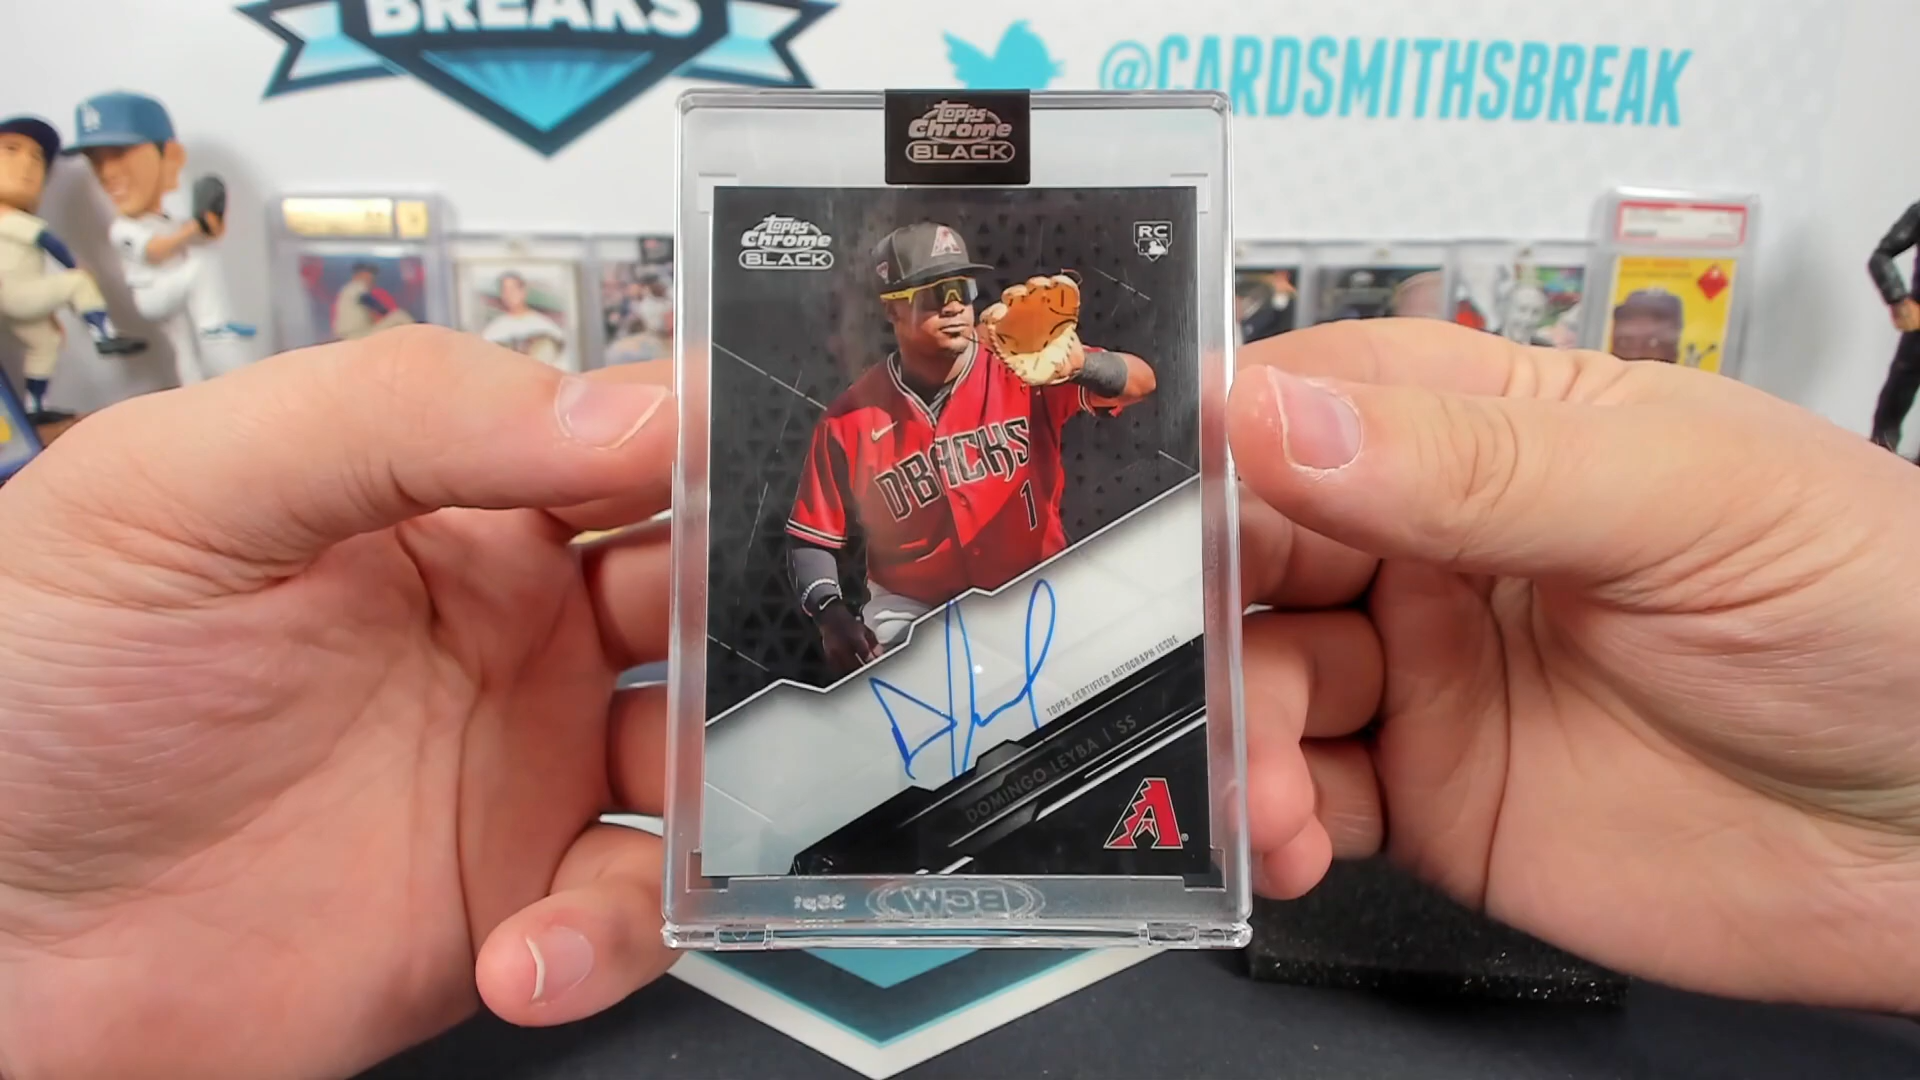 BREAKS
@CARDSMITHSBREAK
Topps
Chrome
BLACK
Topps
Chrome
BLACK
RC
DBACKS
1
TOPPS CERTIFIED AUTOGRAPH ISSUE
DOMINGO LEYBA | SS
A
BCW
35pt